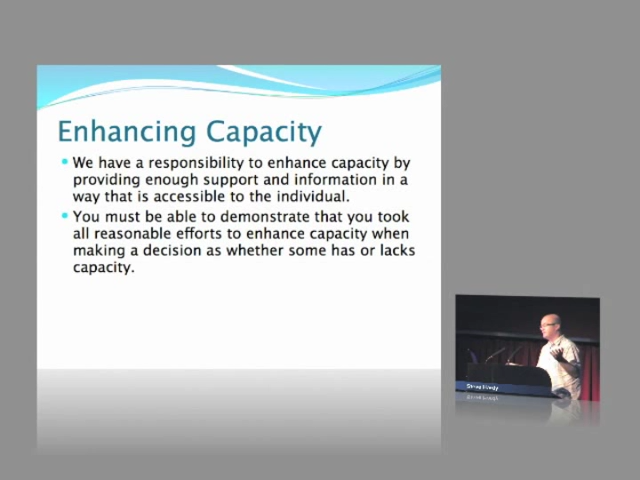 Enhancing Capacity
We have a responsibility to enhance capacity by
providing enough support and information in a
way that is accessible to the individual.
You must be able to demonstrate that you took
all reasonable efforts to enhance capacity when
making a decision as whether some has or lacks
capacity.